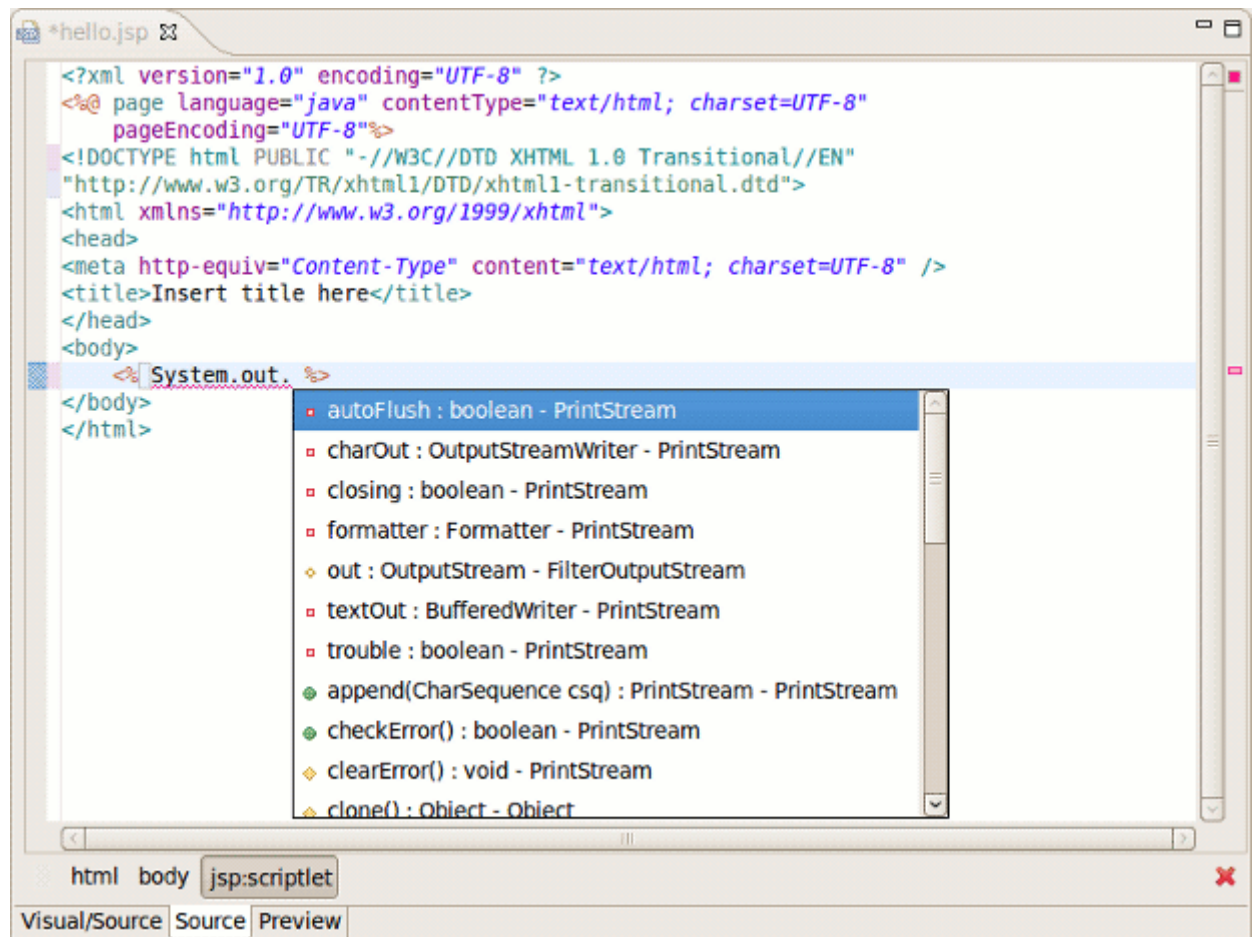 *hello.jsp
<?xml version="1.0" encoding="UTF-8" ?>
<%@ page language="java" contentType="text/html; charset=UTF-8"
    pageEncoding="UTF-8"%>
<!DOCTYPE html PUBLIC "-//W3C//DTD XHTML 1.0 Transitional//EN"
"http://www.w3.org/TR/xhtml1/DTD/xhtml1-transitional.dtd">
<html xmlns="http://www.w3.org/1999/xhtml">
<head>
<meta http-equiv="Content-Type" content="text/html; charset=UTF-8" />
<title>Insert title here</title>
</head>
<body>
    <% System.out. %>
</body>
</html>
autoFlush : boolean - PrintStream
charOut : OutputStreamWriter - PrintStream
closing : boolean - PrintStream
formatter : Formatter - PrintStream
out : OutputStream - FilterOutputStream
textOut : BufferedWriter - PrintStream
trouble : boolean - PrintStream
append(CharSequence csq) : PrintStream - PrintStream
checkError() : boolean - PrintStream
clearError() : void - PrintStream
clone() : Object - Object
html body jsp:scriptlet
Visual/Source Source Preview